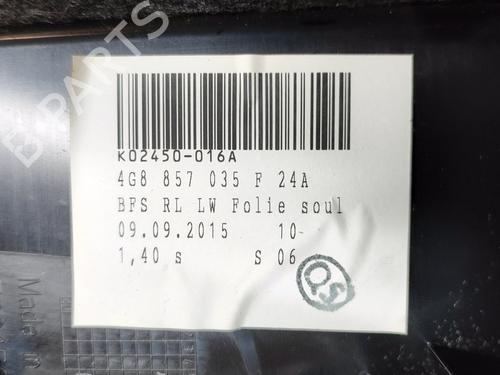 B-PARTS
K02450-016A
4G8 857 035 F 24A
BFS RL LW Folie soul
09.09.2015 10
1,40 s S 06
QS
Made in